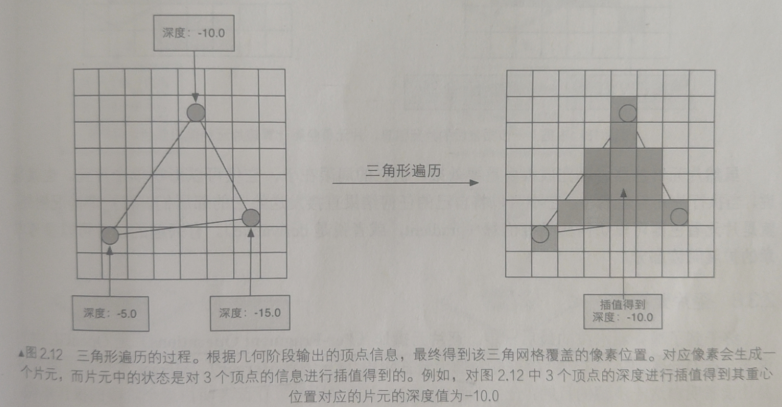 深度：-10.0
三角形遍历
深度：-5.0
深度：-15.0
插值得到
深度：-10.0
▲图2.12 三角形遍历的过程。根据几何阶段输出的顶点信息，最终得到该三角网格覆盖的像素位置。对应像素会生成一
个片元，而片元中的状态是对3个顶点的信息进行插值得到的。例如，对图2.12中3个顶点的深度进行插值得到其重心
位置对应的片元的深度值为-10.0